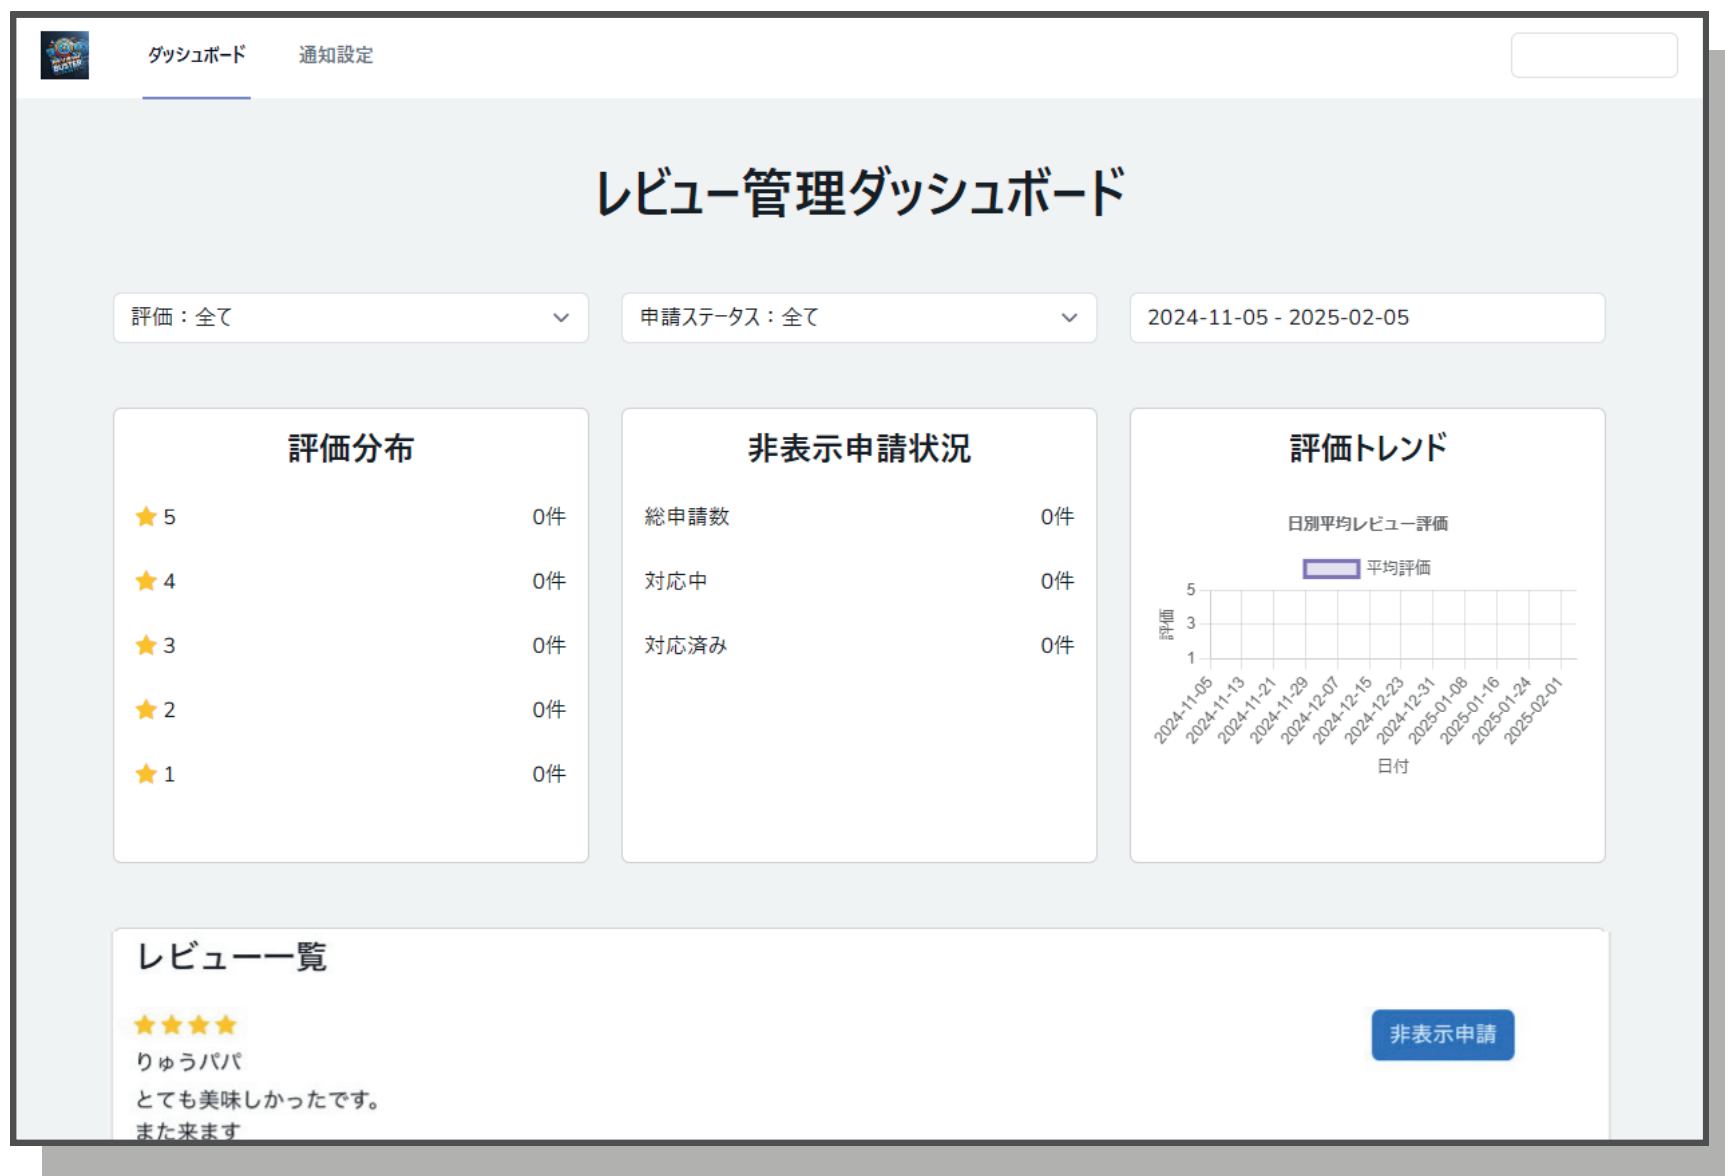 BUSTER
ダッシュボード
通知設定
レビュー管理ダッシュボード
評価：全て
申請ステータス：全て
2024-11-05 - 2025-02-05
評価分布
5
0件
4
0件
3
0件
2
0件
1
0件
非表示申請状況
総申請数
0件
対応中
0件
対応済み
0件
評価トレンド
日別平均レビュー評価
平均評価
評価
5
3
1
2024-11-05
2024-11-13
2024-11-21
2024-11-29
2024-12-07
2024-12-15
2024-12-23
2024-12-31
2025-01-08
2025-01-16
2025-01-24
2025-02-01
日付
レビュー一覧
りゅうパパ
非表示申請
とても美味しかったです。
また来ます